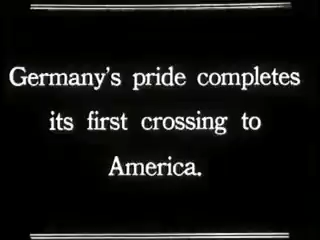 Germany's pride completes
its first crossing to
America.